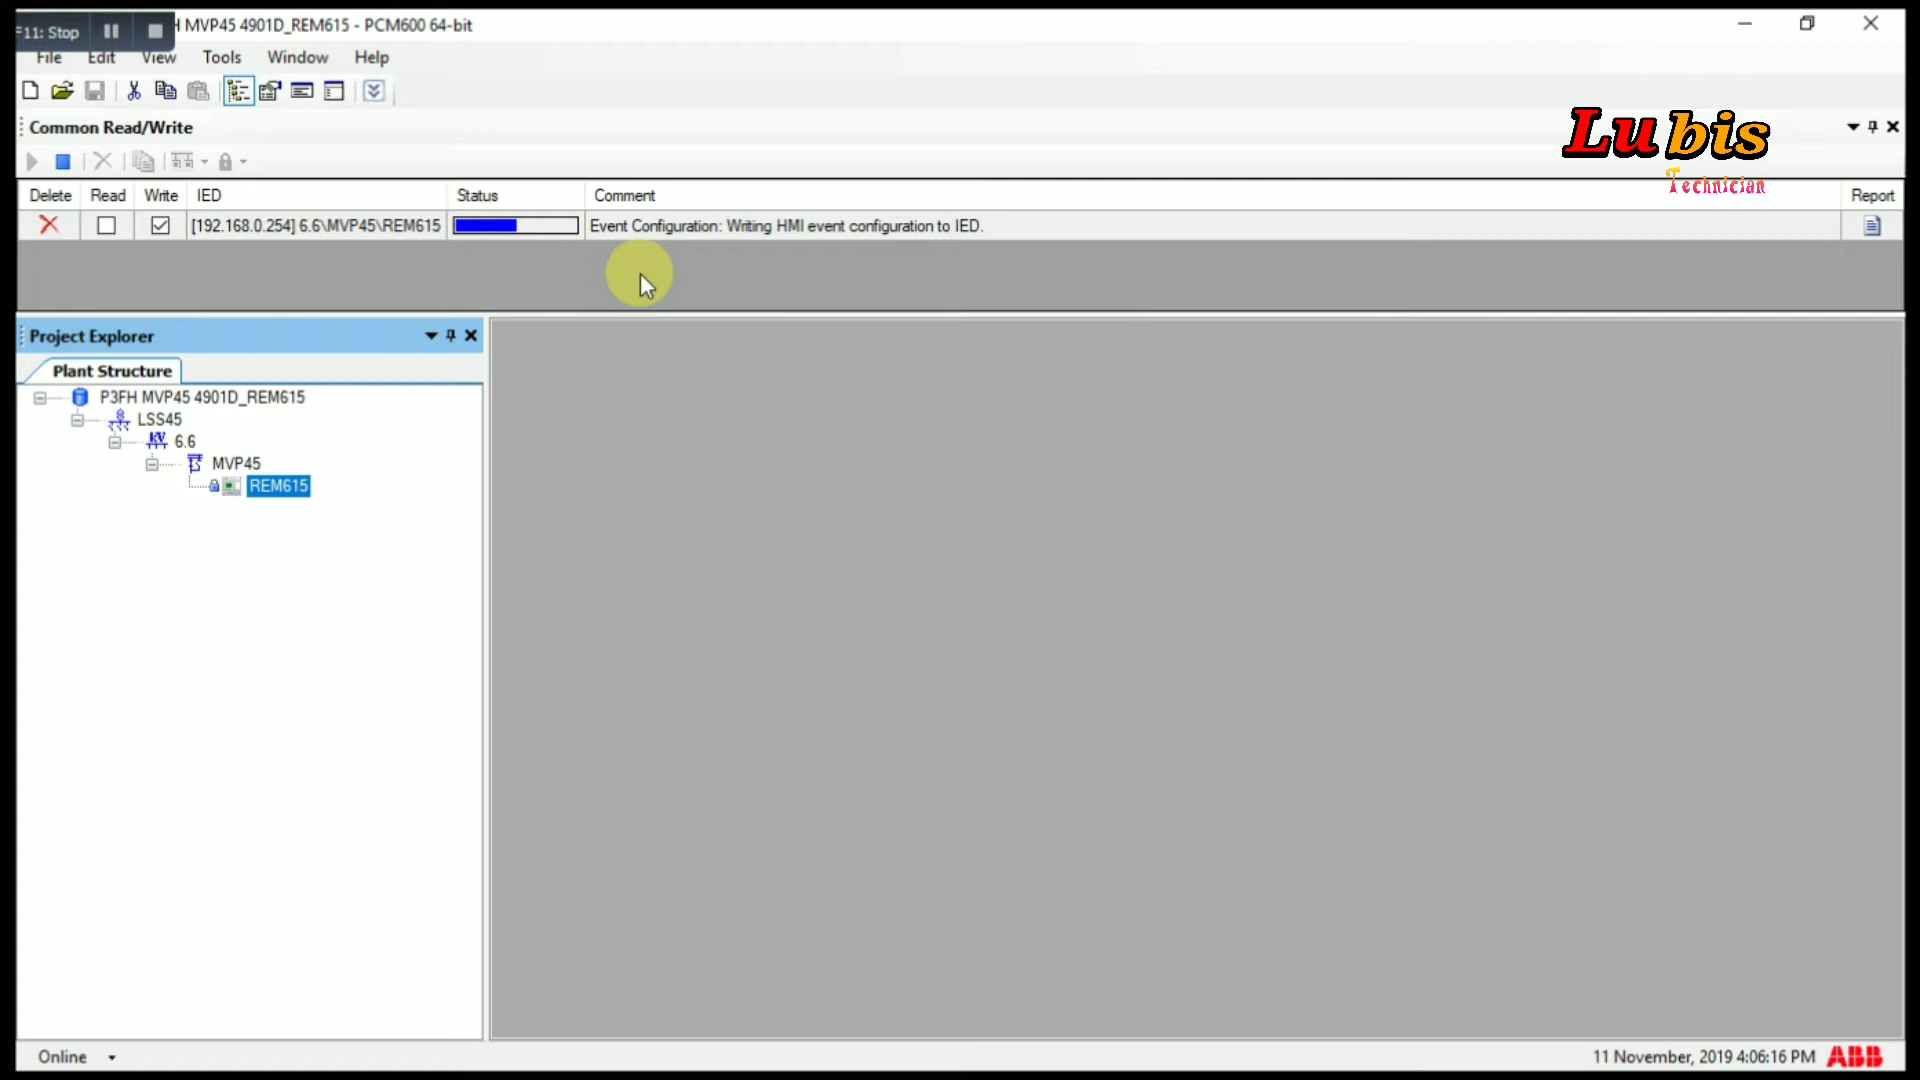 F11: Stop
H MVP45 4901D_REM615 - PCM600 64-bit
File Edit View Tools Window Help
Common Read/Write
Lubis
Technician
Delete Read Write IED Status Comment Report
[192.168.0.254] 6.6\MVP45\REM615 Event Configuration: Writing HMI event configuration to IED.
Project Explorer
Plant Structure
P3FH MVP45 4901D_REM615
LSS45
KV 6.6
MVP45
REM615
Online
11 November, 2019 4:06:16 PM ABB